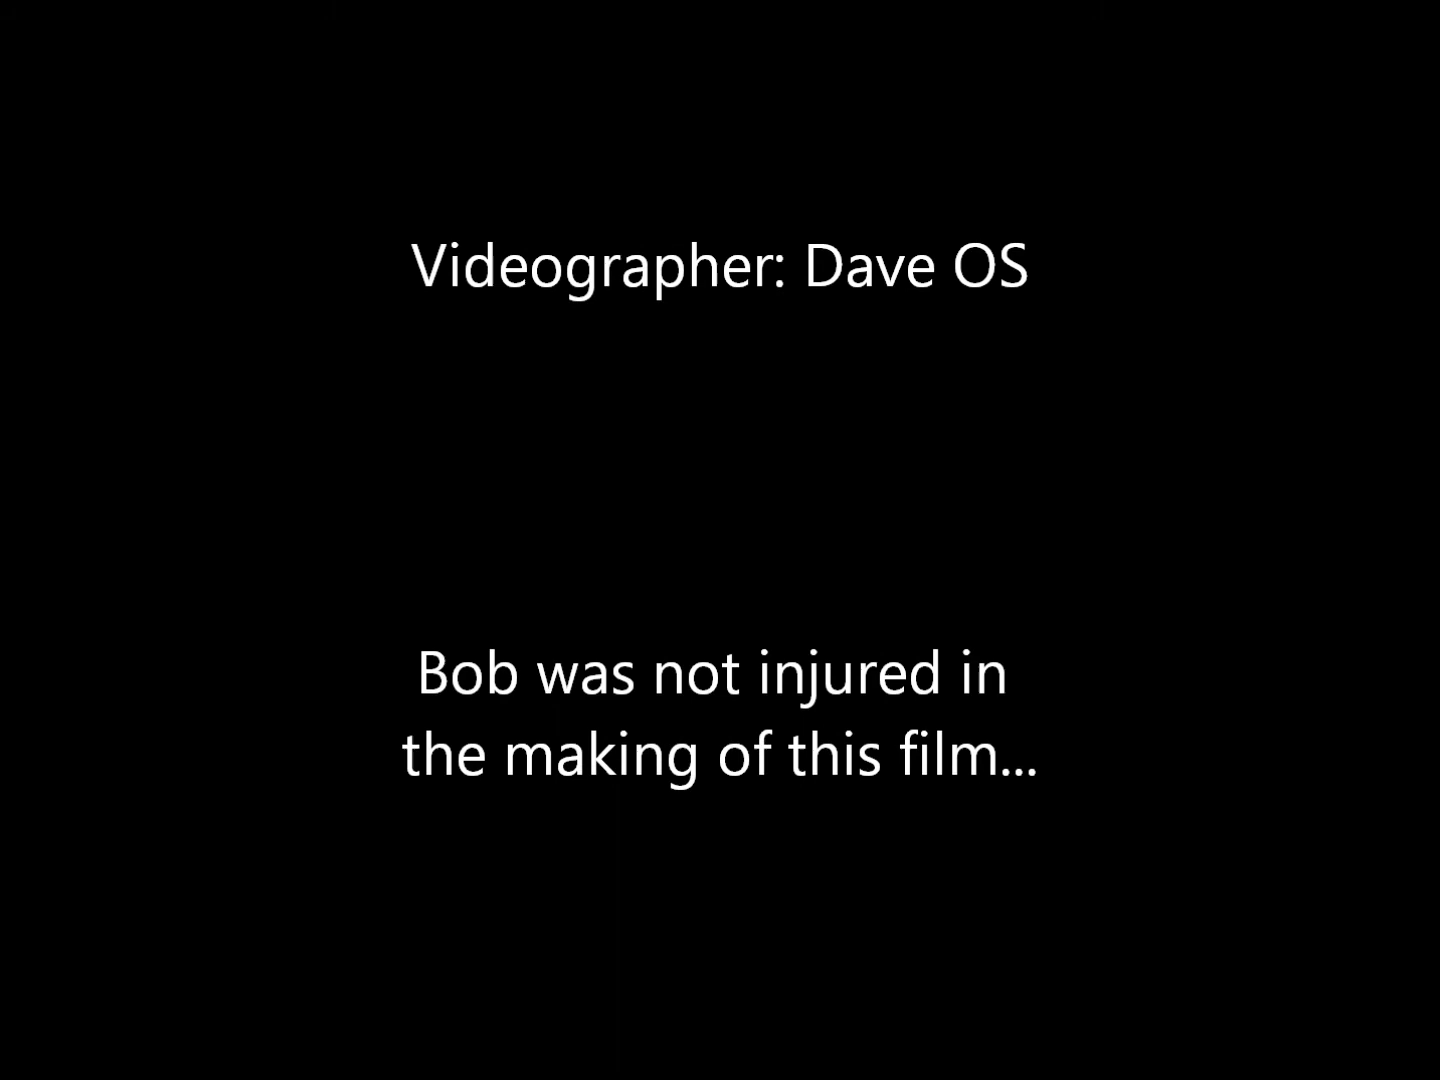 Videographer: Dave OS
Bob was not injured in
the making of this film...